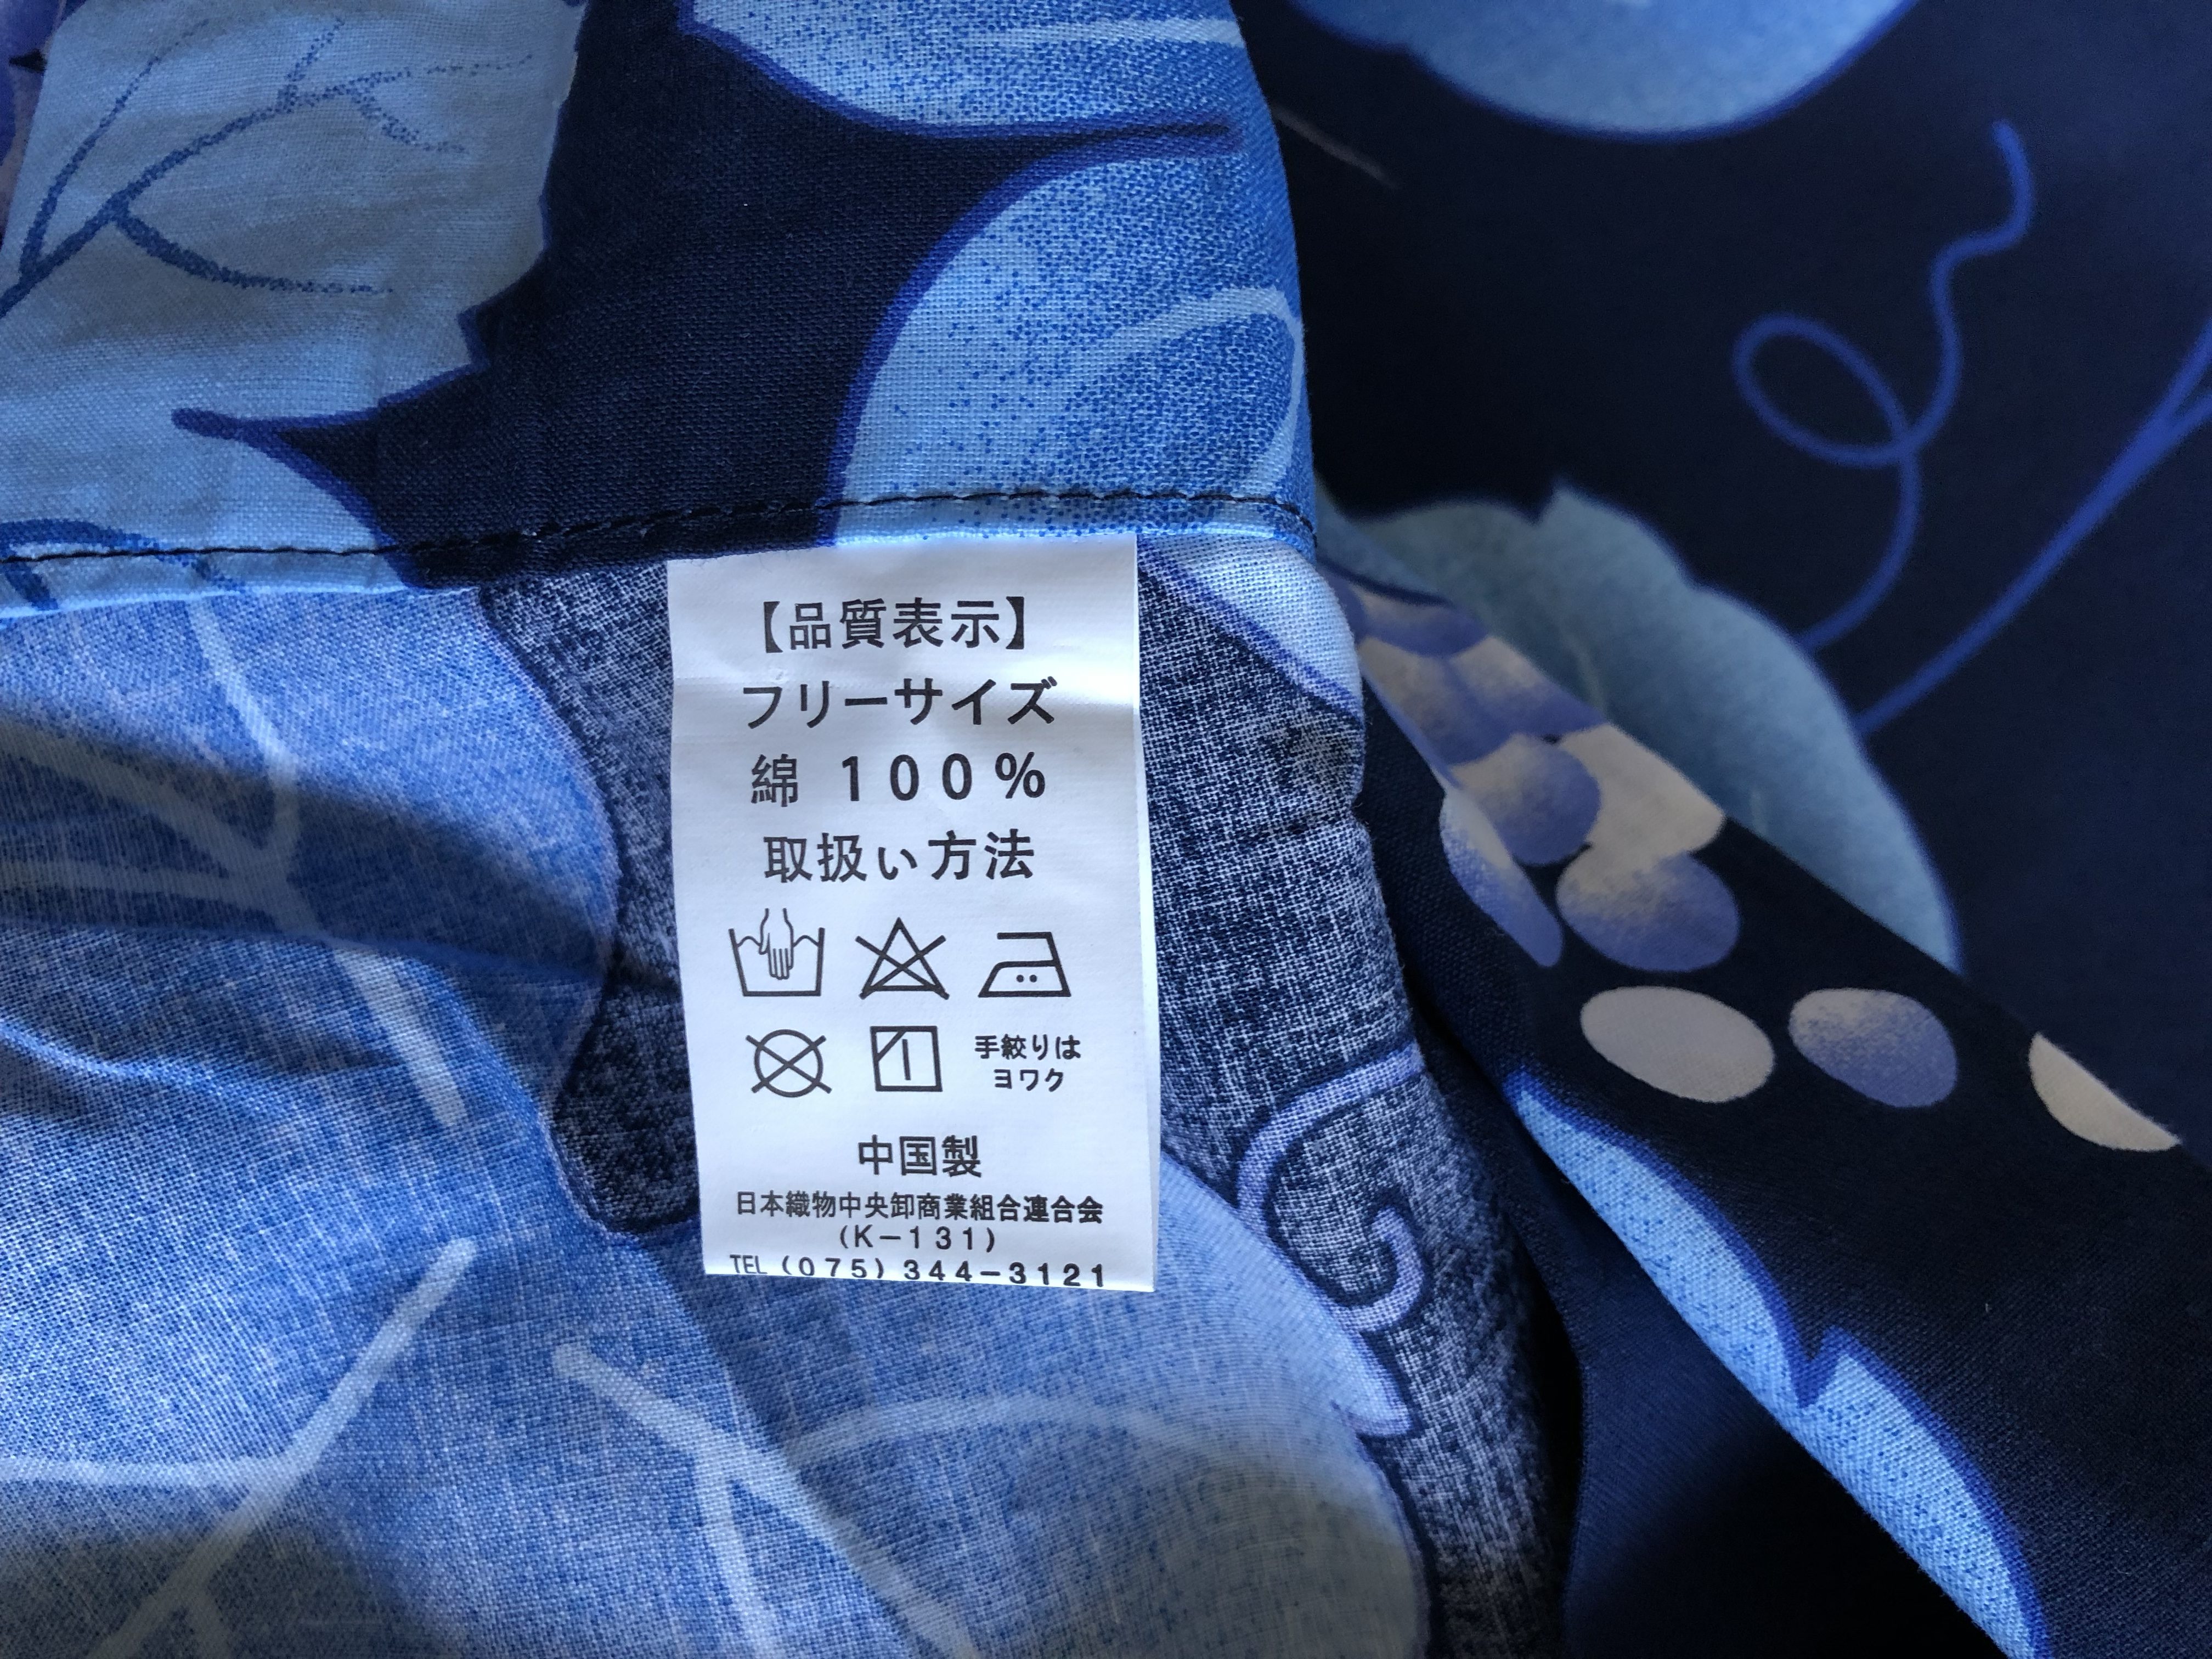 【品質表示】
フリーサイズ
綿 100%
取扱い方法
手絞りは
ヨワク
中国製
日本織物中央卸商業組合連合会
(K-131)
TEL(075)344-3121